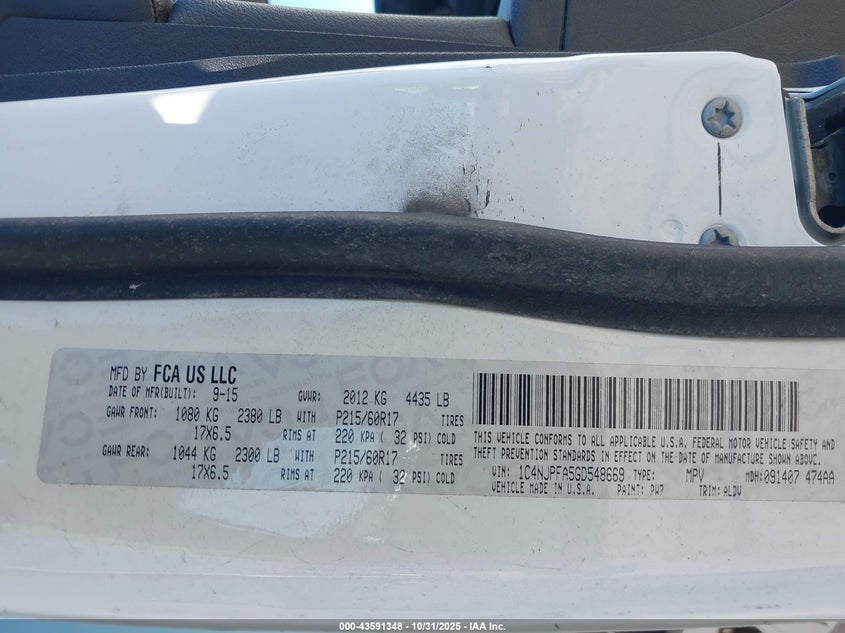 MFD BY FCA US LLC
DATE OF MFR(BUILT): 9-15 GVWR: 2012 KG 4435 LB
GAWR FRONT: 1080 KG 2380 LB WITH P215/60R17 TIRES
17X6.5 RIMS AT 220 KPA ( 32 PSI) COLD
GAWR REAR: 1044 KG 2300 LB WITH P215/60R17 TIRES
17X6.5 RIMS AT 220 KPA ( 32 PSI) COLD
THIS VEHICLE CONFORMS TO ALL APPLICABLE U.S.A. FEDERAL MOTOR VEHICLE SAFETY AND
THEFT PREVENTION STANDARDS IN EFFECT ON THE DATE OF MANUFACTURE SHOWN ABOVE.
VIN: 1C4NJPFA5GD548669 TYPE: MPV MDH:091407 474AA
VEHICLE MADE IN U.S.A. PAINT: PW7 TRIM: ALDV
000-43591348 - 10/31/2025 - IAA Inc.